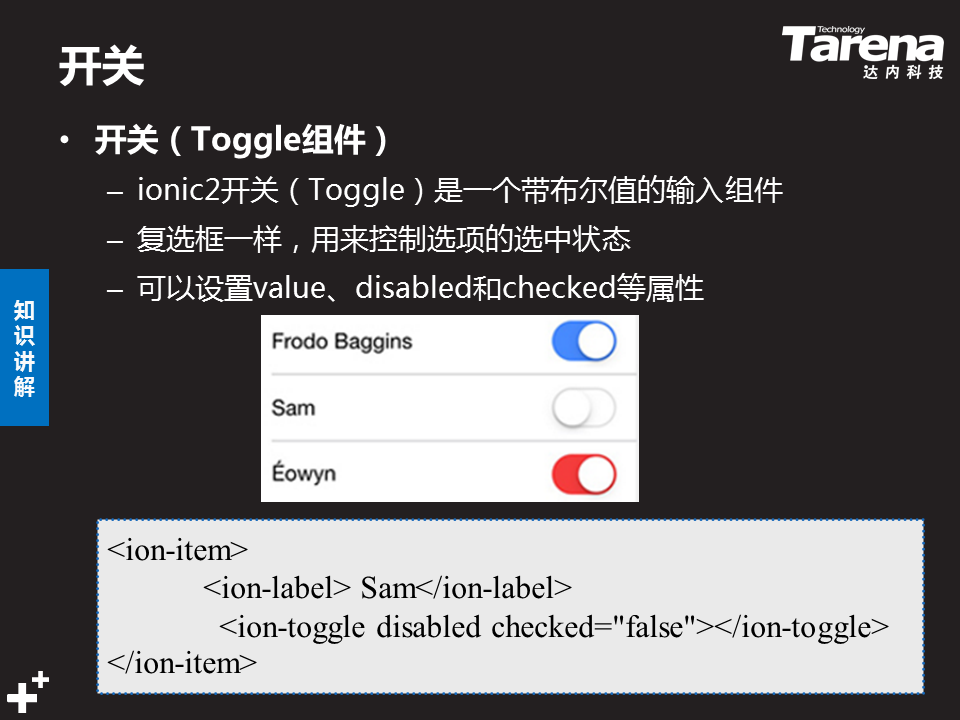 开关
Technology
Tarena
达内科技
• 开关（Toggle组件）
– ionic2开关（Toggle）是一个带布尔值的输入组件
– 复选框一样，用来控制选项的选中状态
– 可以设置value、disabled和checked等属性
知
识
讲
解
Frodo Baggins
Sam
Éowyn
<ion-item>
<ion-label> Sam</ion-label>
<ion-toggle disabled checked="false"></ion-toggle>
</ion-item>